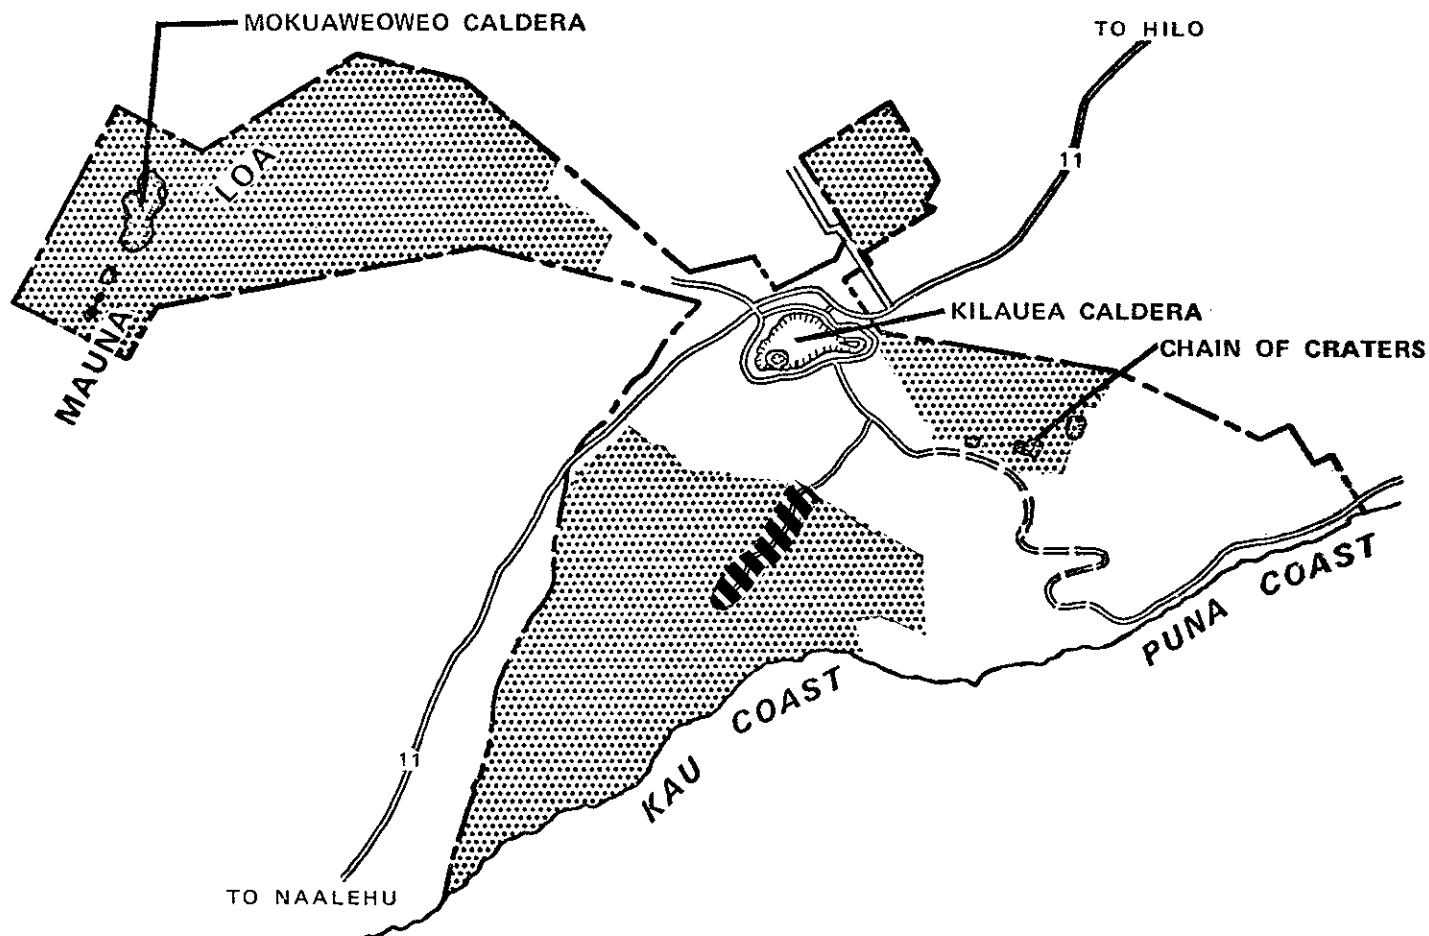 MOKUAWEOWEO CALDERA
TO HILO
11
LOA
MAUNA
KILAUEA CALDERA
CHAIN OF CRATERS
PUNA COAST
KAU COAST
11
TO NAALEHU